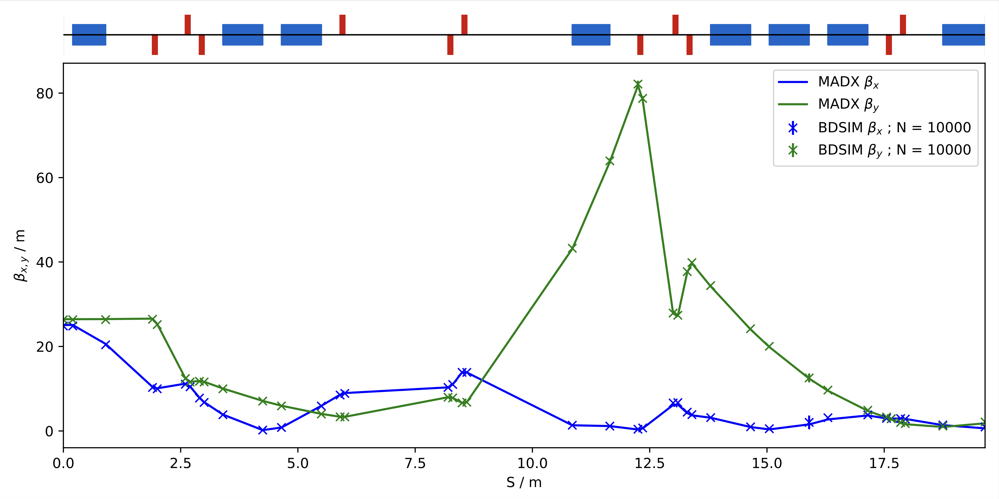 MADX βx
MADX βy
BDSIM βx ; N = 10000
BDSIM βy ; N = 10000
80
60
40
20
0
βx,y / m
0.0 2.5 5.0 7.5 10.0 12.5 15.0 17.5
S / m